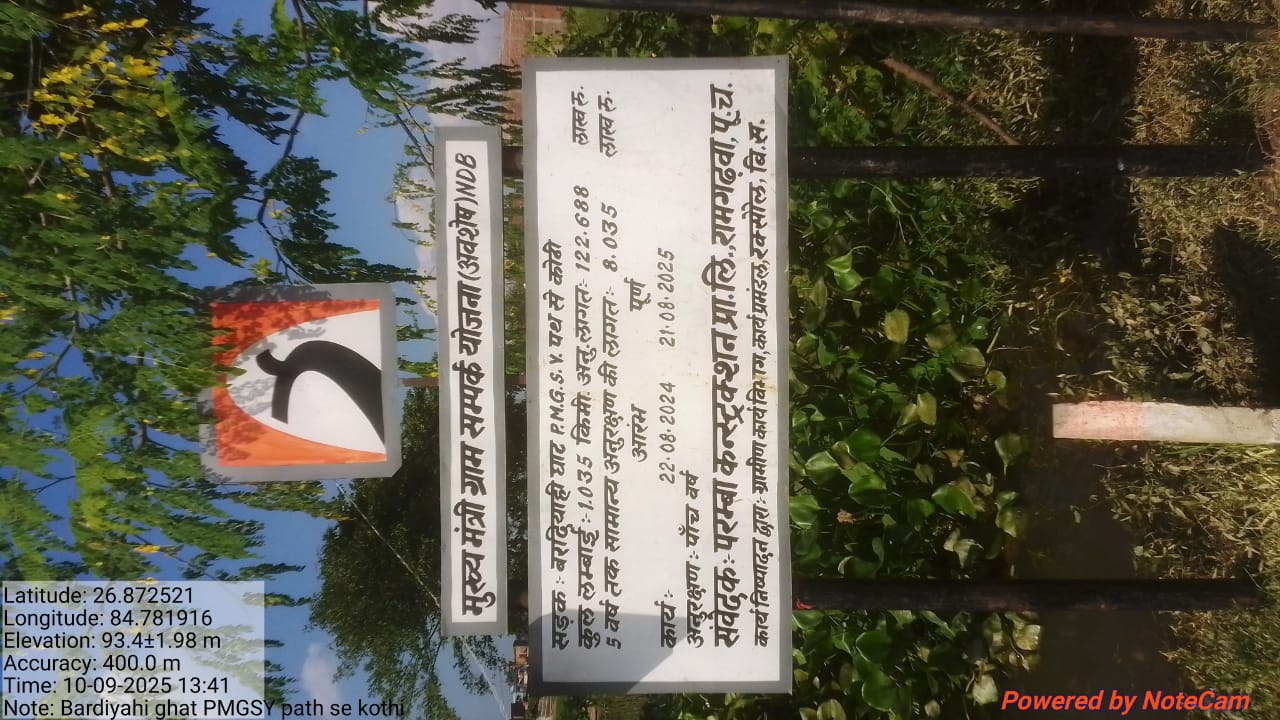 मुख्य मंत्री ग्राम सम्पर्क योजना (अवशेष) NDB
सड़क :- बरदियाही घाट P.M.G.S.Y. पथ से कोठी
कुल लम्बाई :- 1.035 कि.मी. अनु. लागत :- 122.688 लाख रु.
5 वर्ष तक सामान्य अनुरक्षण की लागत :- 8.035 लाख रु.
आरंभ पूर्ण
कार्य :- 22-08-2024 21-08-2025
अनुरक्षण :- पाँच वर्ष
संवेदक :- परमबा कन्स्ट्रक्शन प्रा. लि. रामगढ़वा, पू. च.
कार्य निष्पादन द्वारा :- ग्रामीण कार्य विभाग, कार्य प्रमंडल, रक्सौल, बि. स.
Latitude: 26.872521
Longitude: 84.781916
Elevation: 93.4±1.98 m
Accuracy: 400.0 m
Time: 10-09-2025 13:41
Note: Bardiyahi ghat PMGSY path se kothi
Powered by NoteCam